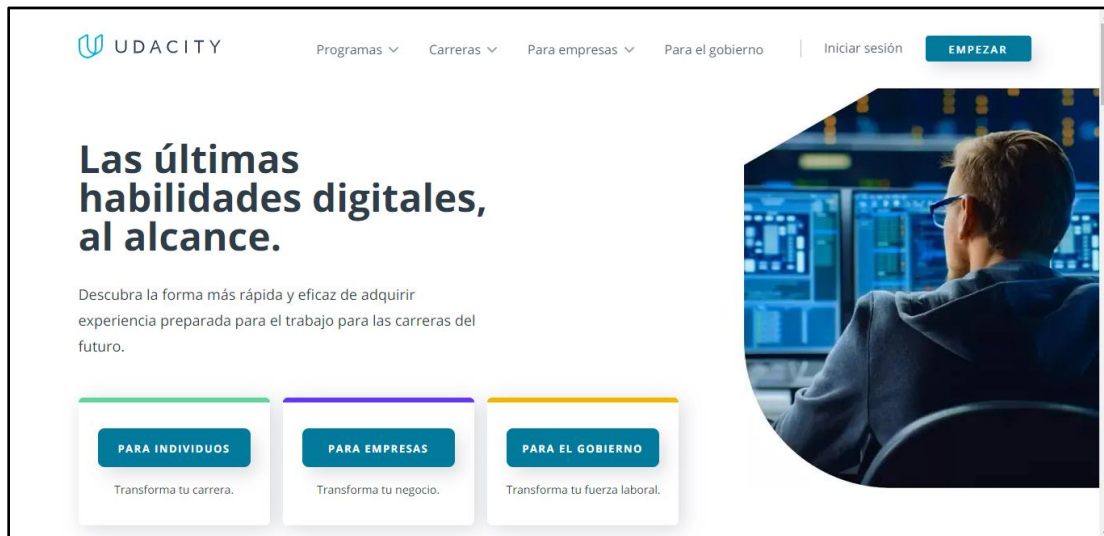 UDACITY
Programas
Carreras
Para empresas
Para el gobierno
Iniciar sesión
EMPEZAR
Las últimas
habilidades digitales,
al alcance.
Descubra la forma más rápida y eficaz de adquirir
experiencia preparada para el trabajo para las carreras del
futuro.
PARA INDIVIDUOS
Transforma tu carrera.
PARA EMPRESAS
Transforma tu negocio.
PARA EL GOBIERNO
Transforma tu fuerza laboral.